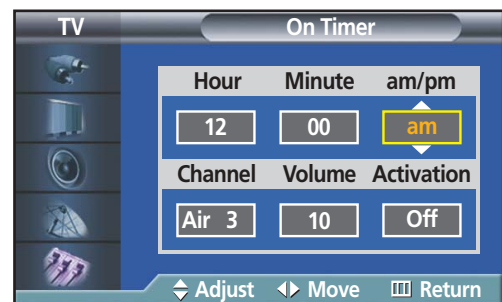 TV On Timer
Hour Minute am/pm
12 00 am
Channel Volume Activation
Air 3 10 Off
Adjust Move Return